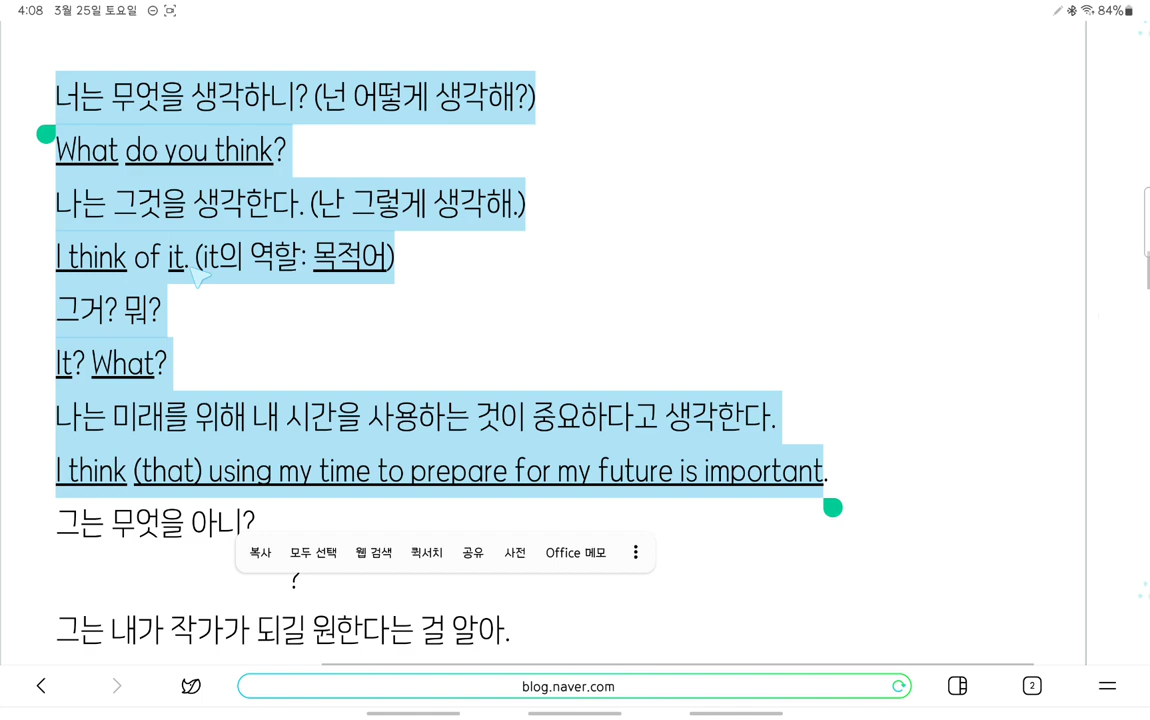 4:08 3월 25일 토요일 84%
너는 무엇을 생각하니? (넌 어떻게 생각해?)
What do you think?
나는 그것을 생각한다. (난 그렇게 생각해.)
I think of it. (it의 역할: 목적어)
그거? 뭐?
It? What?
나는 미래를 위해 내 시간을 사용하는 것이 중요하다고 생각한다.
I think (that) using my time to prepare for my future is important.
그는 무엇을 아니?
복사 모두 선택 웹 검색 퀵서치 공유 사전 Office 메모
?
그는 내가 작가가 되길 원한다는 걸 알아.
blog.naver.com 2